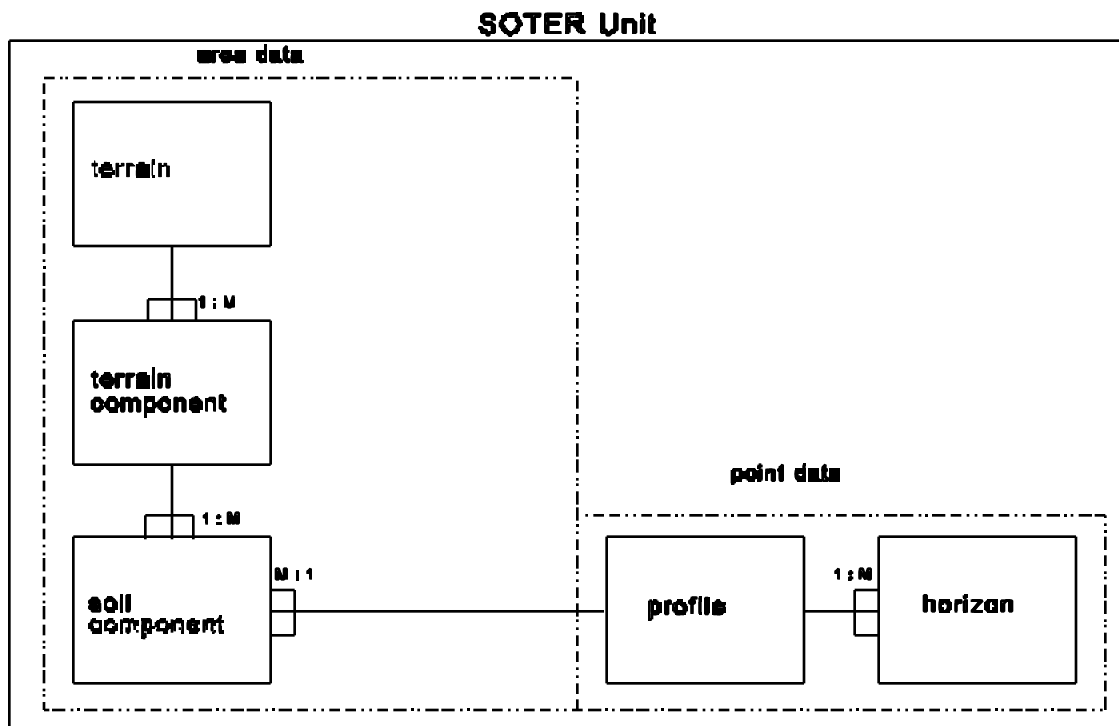 SOTER Unit
area data
terrain
1 : M
terrain
component
1 : M
point data
soil
component
M : 1
profile
1 : M
horizon